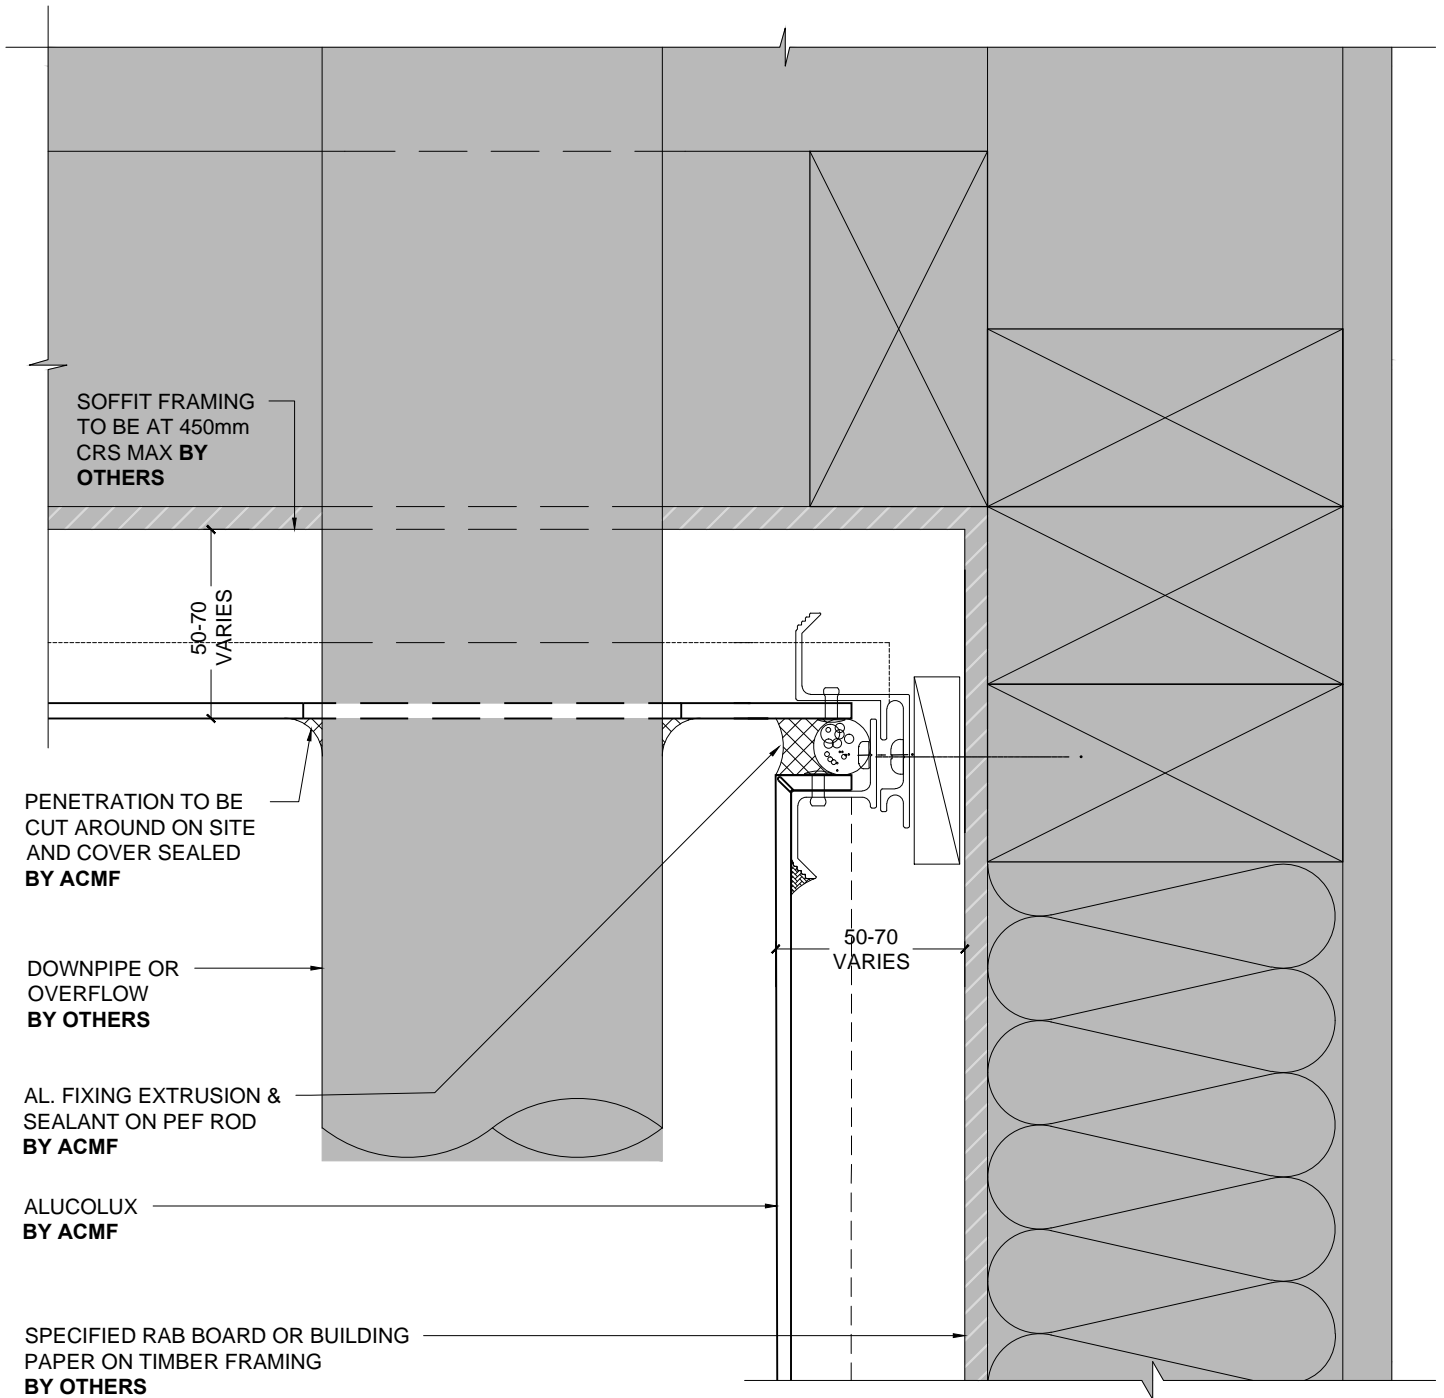 SOFFIT FRAMING
TO BE AT 450mm
CRS MAX BY
OTHERS
50-70
VARIES
PENETRATION TO BE
CUT AROUND ON SITE
AND COVER SEALED
BY ACMF
50-70
VARIES
DOWNPIPE OR
OVERFLOW
BY OTHERS
AL. FIXING EXTRUSION &
SEALANT ON PEF ROD
BY ACMF
ALUCOLUX
BY ACMF
SPECIFIED RAB BOARD OR BUILDING
PAPER ON TIMBER FRAMING
BY OTHERS